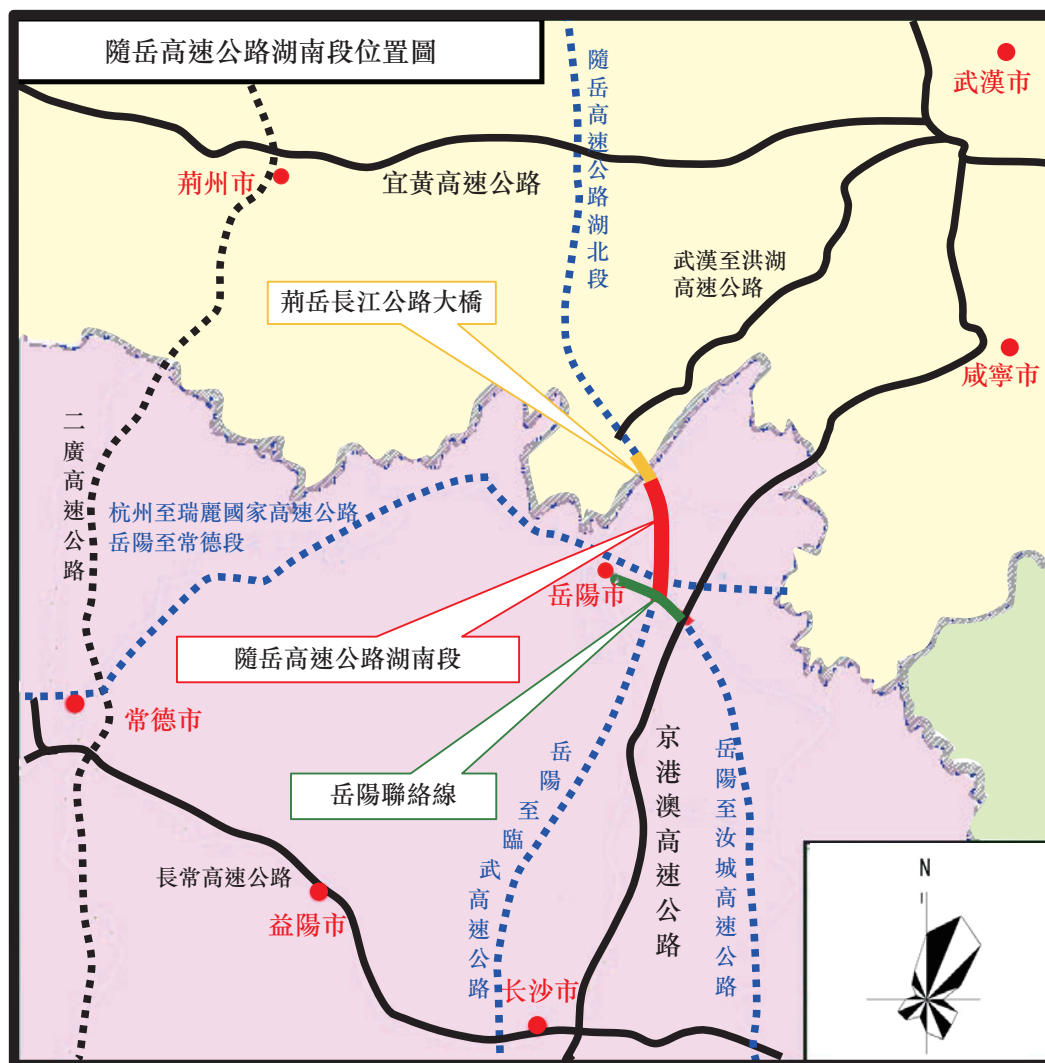 隨岳高速公路湖南段位置圖
武漢市
隨岳高速公路湖北段
荊州市
宜黃高速公路
武漢至洪湖
高速公路
荊岳長江公路大橋
咸寧市
二廣高速公路
杭州至瑞麗國家高速公路
岳陽至常德段
岳陽市
隨岳高速公路湖南段
常德市
岳陽至臨武高速公路
京港澳高速公路
岳陽至汝城高速公路
岳陽聯絡線
長常高速公路
益陽市
长沙市
N